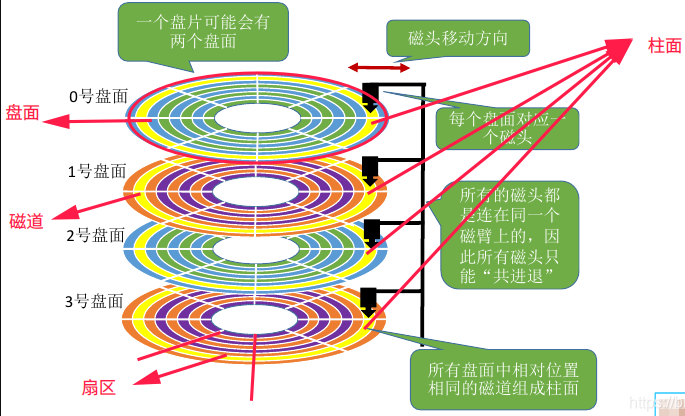 一个盘片可能会有
两个盘面
磁头移动方向
柱面
0号盘面
盘面
每个盘面对应一
个磁头
1号盘面
所有的磁头都
是连在同一个
磁臂上的，因
此所有磁头只
能“共进退”
磁道
2号盘面
3号盘面
所有盘面中相对位置
相同的磁道组成柱面
扇区